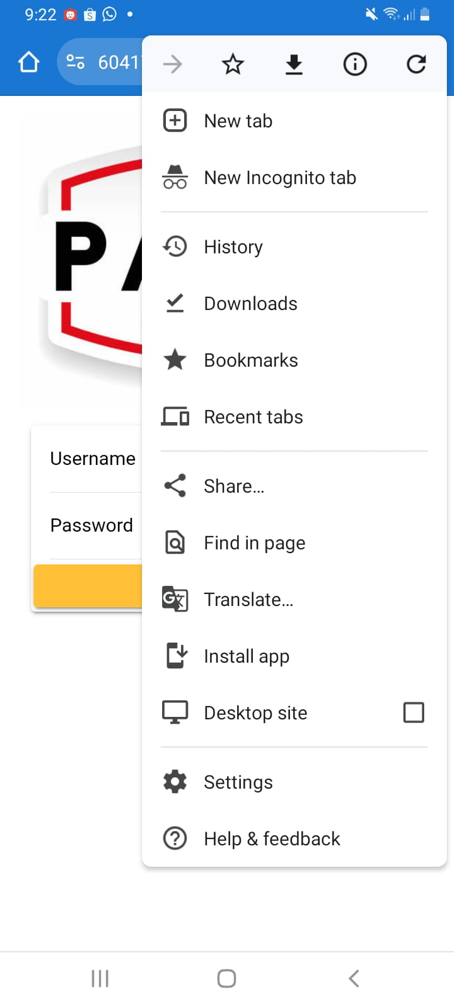 9:22
6041
New tab
New Incognito tab
History
Downloads
Bookmarks
Recent tabs
PA
Username
Password
Share...
Find in page
Translate...
Install app
Desktop site
Settings
Help & feedback